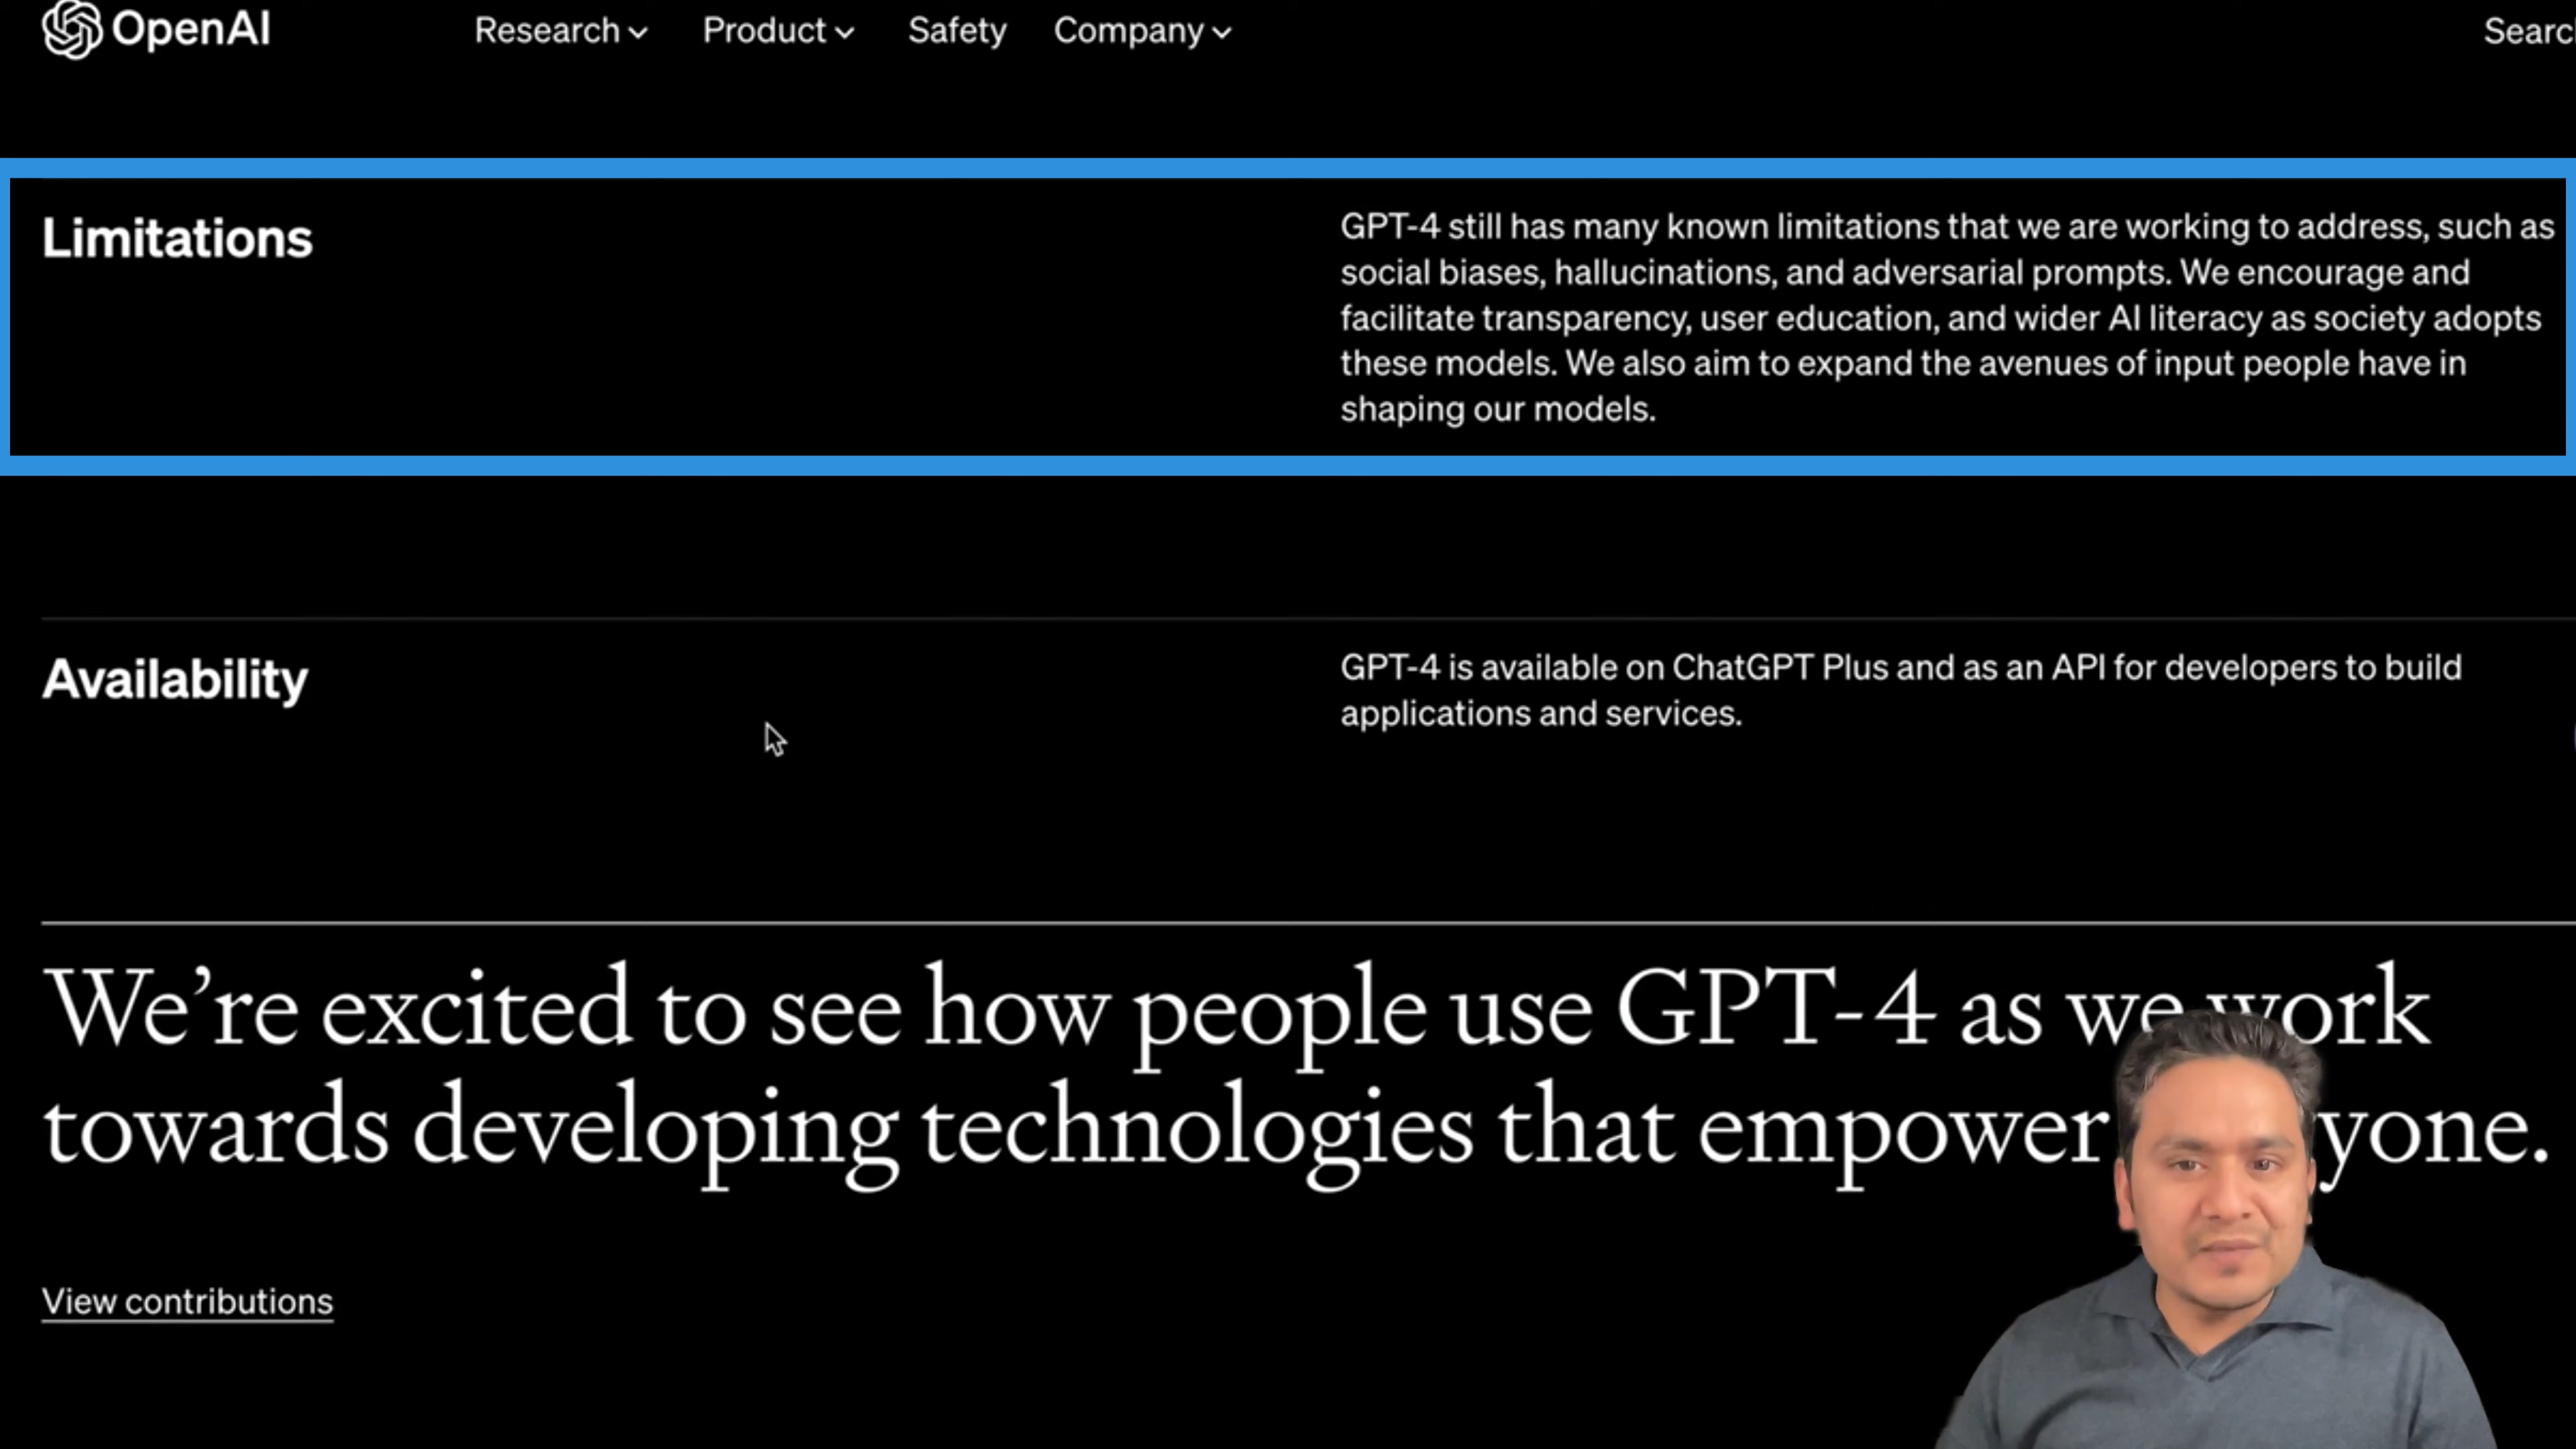 OpenAI
Research
Product
Safety
Company
Limitations
GPT-4 still has many known limitations that we are working to address, such as
social biases, hallucinations, and adversarial prompts. We encourage and
facilitate transparency, user education, and wider AI literacy as society adopts
these models. We also aim to expand the avenues of input people have in
shaping our models.
Availability
GPT-4 is available on ChatGPT Plus and as an API for developers to build
applications and services.
We're excited to see how people use GPT-4 as we work
towards developing technologies that empower
View contributions